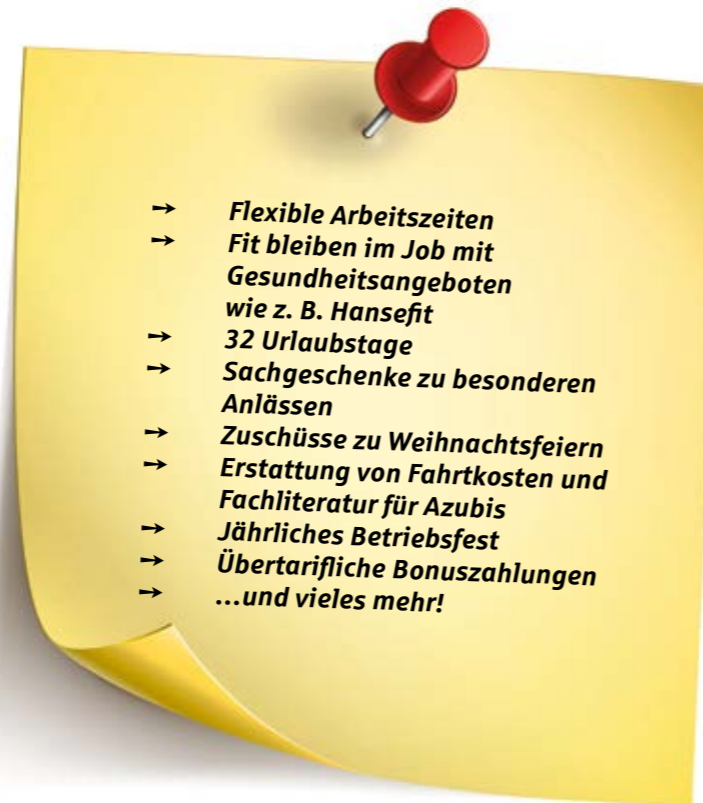 → Flexible Arbeitszeiten
→ Fit bleiben im Job mit
Gesundheitsangeboten
wie z. B. Hansefit
→ 32 Urlaubstage
→ Sachgeschenke zu besonderen
Anlässen
→ Zuschüsse zu Weihnachtsfeiern
→ Erstattung von Fahrtkosten und
Fachliteratur für Azubis
→ Jährliches Betriebsfest
→ Übertarifliche Bonuszahlungen
→ ...und vieles mehr!